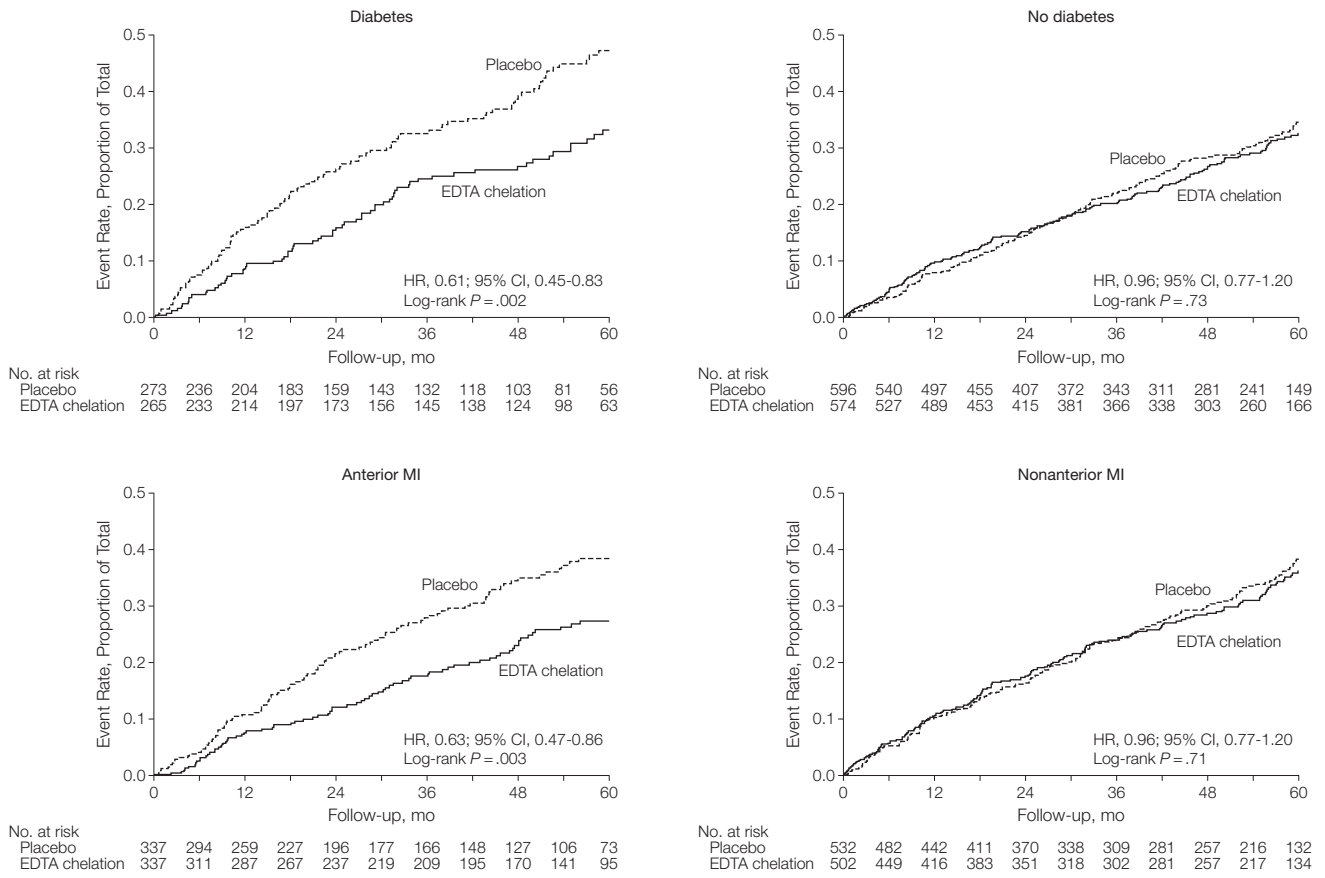 Diabetes
0.5
0.4
0.3
0.2
0.1
0.0
Event Rate, Proportion of Total
Placebo
EDTA chelation
HR, 0.61; 95% CI, 0.45-0.83
Log-rank P = .002
0 12 24 36 48 60
Follow-up, mo
No. at risk
Placebo 273 236 204 183 159 143 132 118 103 81 56
EDTA chelation 265 233 214 197 173 156 145 138 124 98 63
No diabetes
0.5
0.4
0.3
0.2
0.1
0.0
Event Rate, Proportion of Total
Placebo
EDTA chelation
HR, 0.96; 95% CI, 0.77-1.20
Log-rank P = .73
0 12 24 36 48 60
Follow-up, mo
No. at risk
Placebo 596 540 497 455 407 372 343 311 281 241 149
EDTA chelation 574 527 489 453 415 381 366 338 303 260 166
Anterior MI
0.5
0.4
0.3
0.2
0.1
0.0
Event Rate, Proportion of Total
Placebo
EDTA chelation
HR, 0.63; 95% CI, 0.47-0.86
Log-rank P = .003
0 12 24 36 48 60
Follow-up, mo
No. at risk
Placebo 337 294 259 227 196 177 166 148 127 106 73
EDTA chelation 337 311 287 267 237 219 209 195 170 141 95
Nonanterior MI
0.5
0.4
0.3
0.2
0.1
0.0
Event Rate, Proportion of Total
Placebo
EDTA chelation
HR, 0.96; 95% CI, 0.77-1.20
Log-rank P = .71
0 12 24 36 48 60
Follow-up, mo
No. at risk
Placebo 532 482 442 411 370 338 309 281 257 216 132
EDTA chelation 502 449 416 383 351 318 302 281 257 217 134